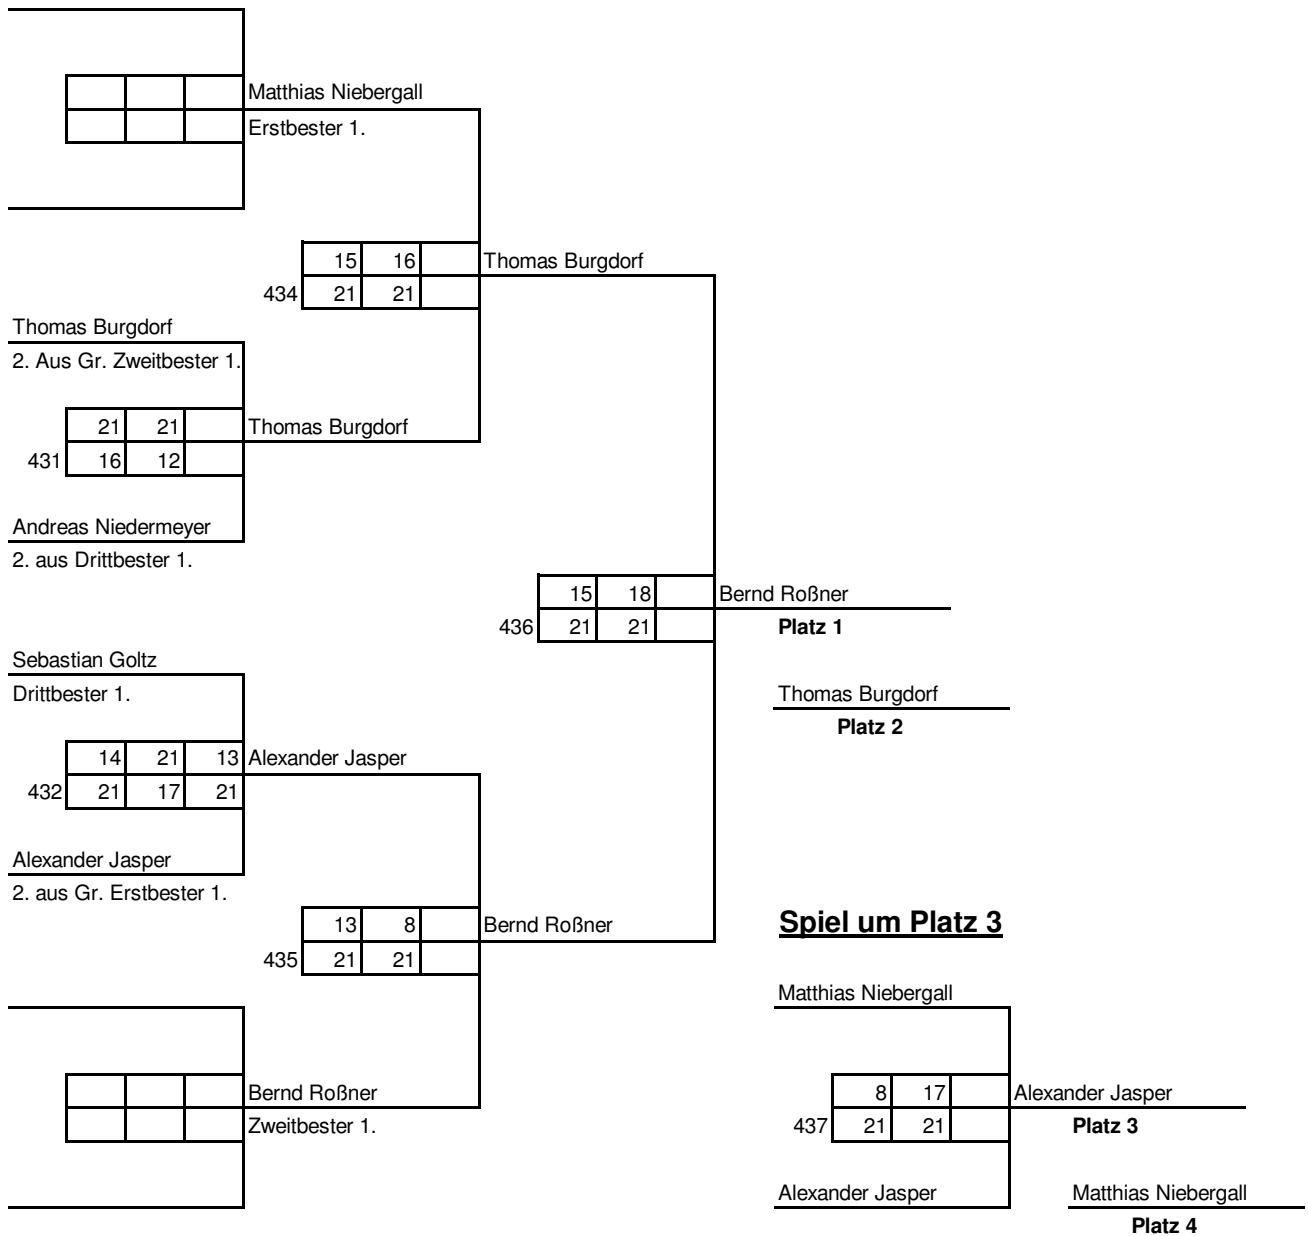 Matthias Niebergall
Erstbester 1.
15 16 Thomas Burgdorf
434 21 21
Thomas Burgdorf
2. Aus Gr. Zweitbester 1.
21 21 Thomas Burgdorf
431 16 12
Andreas Niedermeyer
2. aus Drittbester 1.
15 18 Bernd Roßner
436 21 21 Platz 1
Sebastian Goltz
Drittbester 1.
Thomas Burgdorf
Platz 2
14 21 13 Alexander Jasper
432 21 17 21
Alexander Jasper
2. aus Gr. Erstbester 1.
13 8 Bernd Roßner
435 21 21
Spiel um Platz 3
Matthias Niebergall
Bernd Roßner
Zweitbester 1.
8 17 Alexander Jasper
437 21 21 Platz 3
Alexander Jasper
Matthias Niebergall
Platz 4